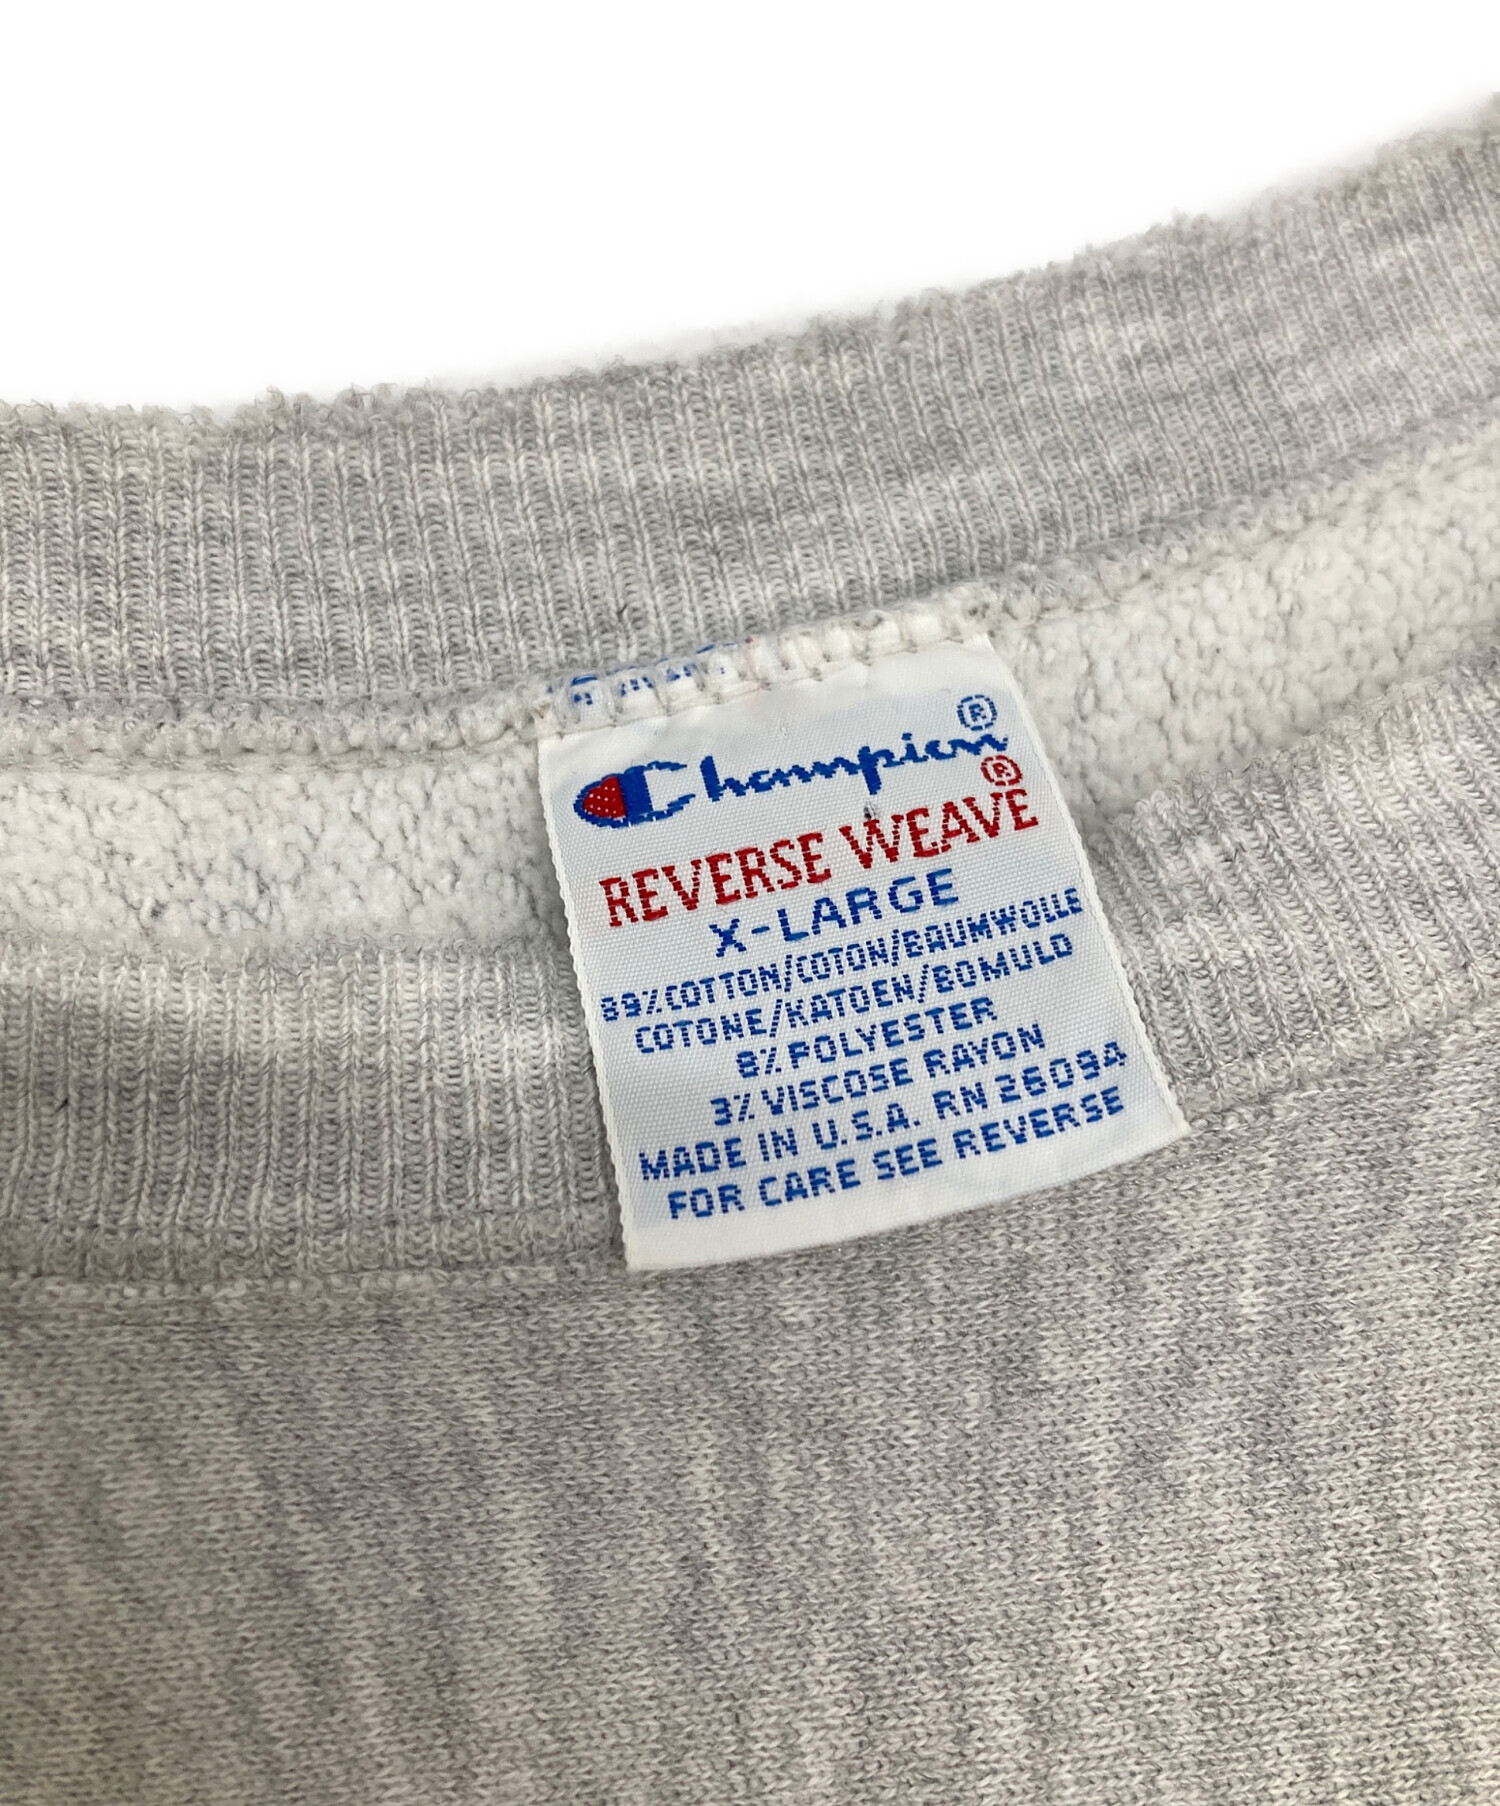 Champion®
REVERSE WEAVE®
X-LARGE
89% COTTON/COTON/BAUMWOLLE
COTONE/KATOEN/BOMULD
8% POLYESTER
3% VISCOSE RAYON
MADE IN U.S.A. RN 26094
FOR CARE SEE REVERSE